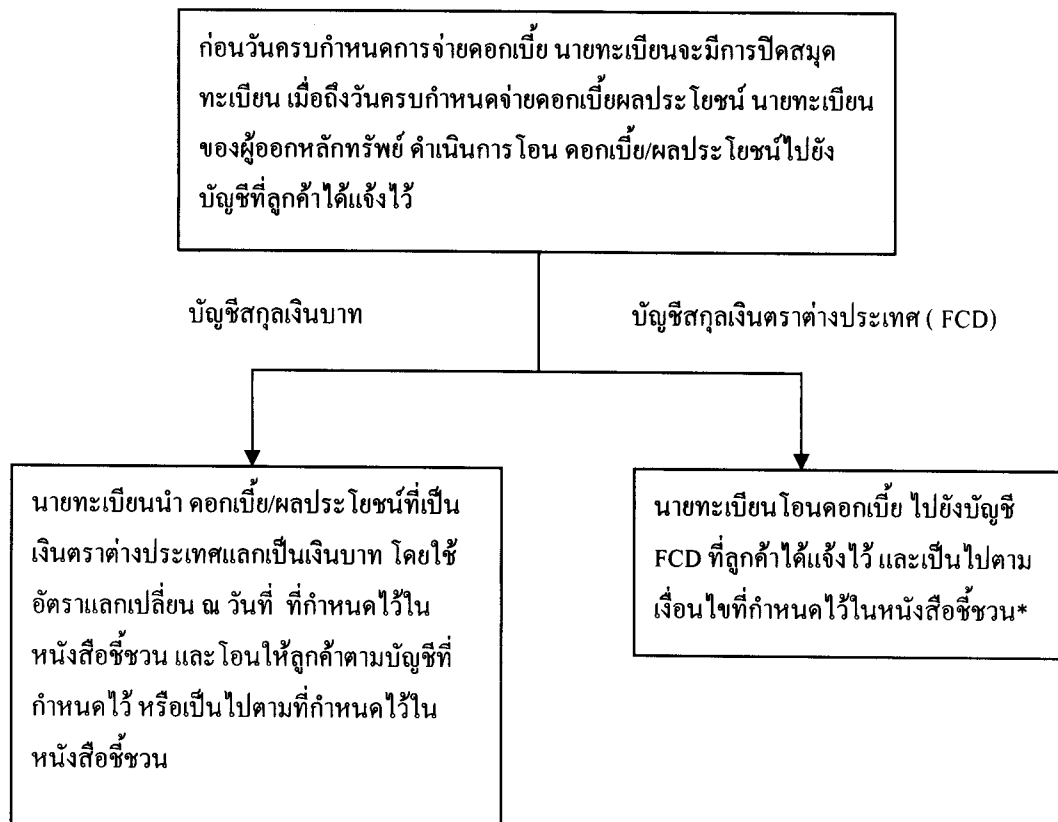 ก่อนวันครบกำหนดการจ่ายดอกเบี้ย นายทะเบียนจะมีการปิดสมุด
ทะเบียน เมื่อถึงวันครบกำหนดจ่ายดอกเบี้ยผลประโยชน์ นายทะเบียน
ของผู้ออกหลักทรัพย์ ดำเนินการโอน ดอกเบี้ย/ผลประโยชน์ไปยัง
บัญชีที่ลูกค้าได้แจ้งไว้
บัญชีสกุลเงินบาท
บัญชีสกุลเงินตราต่างประเทศ ( FCD)
นายทะเบียนนำ ดอกเบี้ย/ผลประโยชน์ที่เป็น
เงินตราต่างประเทศแลกเป็นเงินบาท โดยใช้
อัตราแลกเปลี่ยน ณ วันที่ ที่กำหนดไว้ใน
หนังสือชี้ชวน และโอนให้ลูกค้าตามบัญชีที่
กำหนดไว้ หรือเป็นไปตามที่กำหนดไว้ใน
หนังสือชี้ชวน
นายทะเบียนโอนดอกเบี้ย ไปยังบัญชี
FCD ที่ลูกค้าได้แจ้งไว้ และเป็นไปตาม
เงื่อนไขที่กำหนดไว้ในหนังสือชี้ชวน*